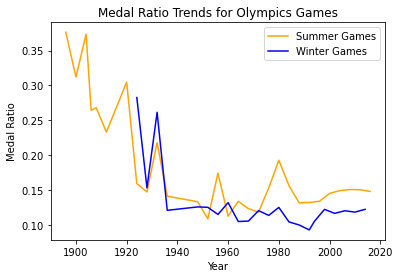 Medal Ratio Trends for Olympics Games
Summer Games
Winter Games
Medal Ratio
0.35
0.30
0.25
0.20
0.15
0.10
1900 1920 1940 1960 1980 2000 2020
Year